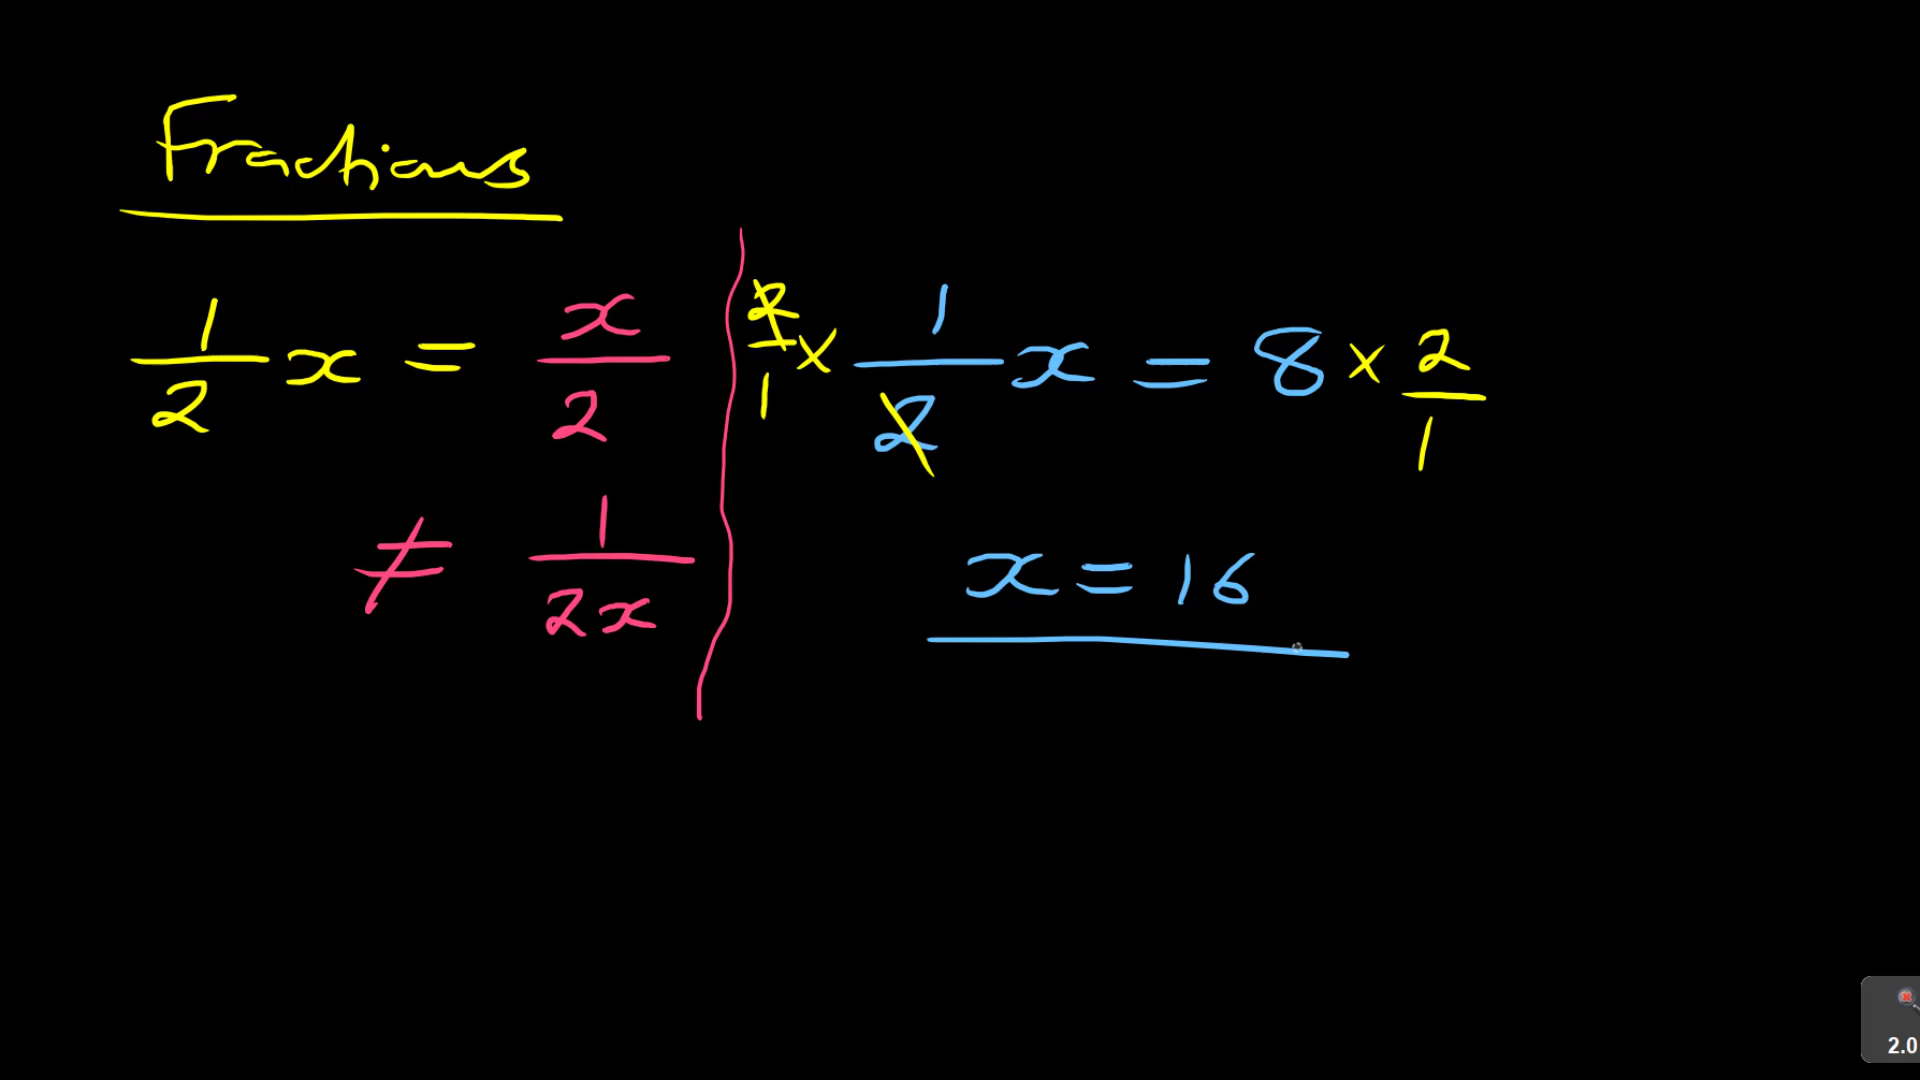 Fractions
1/2 x = x/2
≠ 1/2x
2/1 × 1/2 x = 8 × 2/1
x = 16
2.0